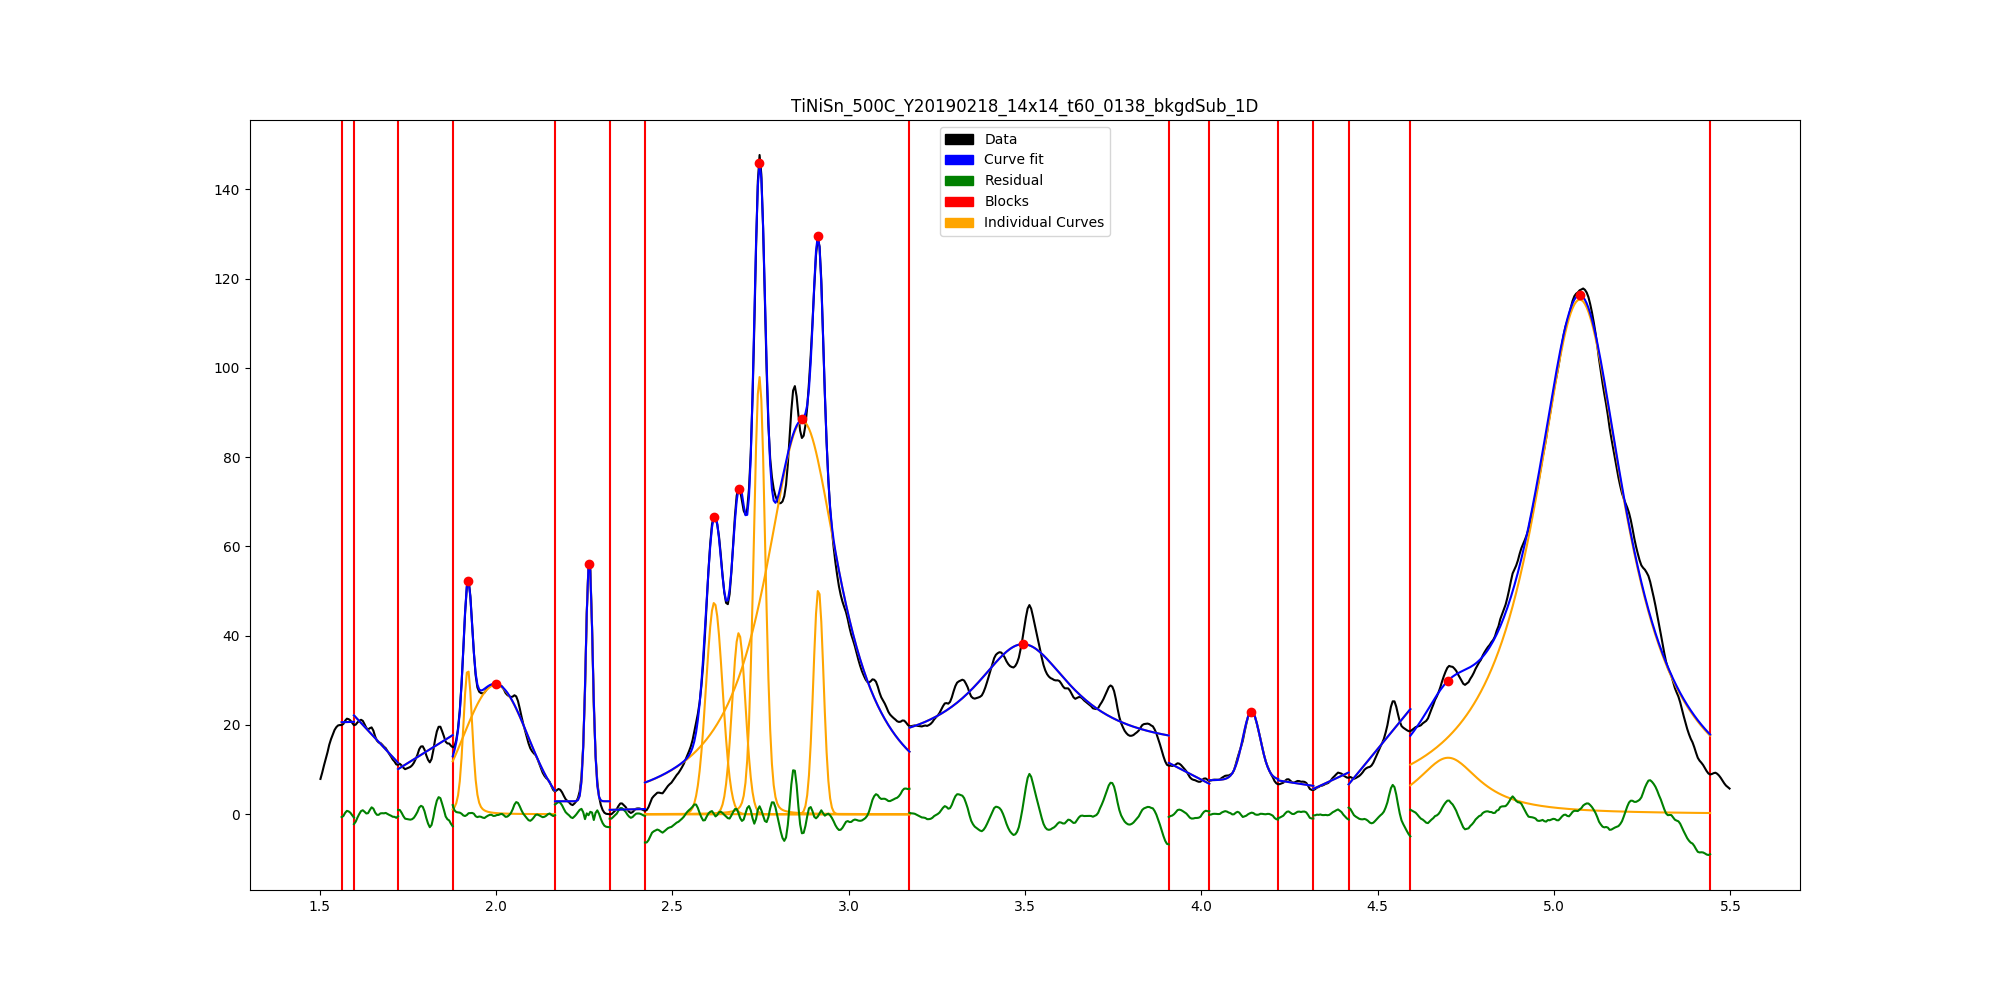 TiNiSn_500C_Y20190218_14x14_t60_0138_bkgdSub_1D
Data
Curve fit
Residual
Blocks
Individual Curves
140
120
100
80
60
40
20
0
1.5 2.0 2.5 3.0 3.5 4.0 4.5 5.0 5.5